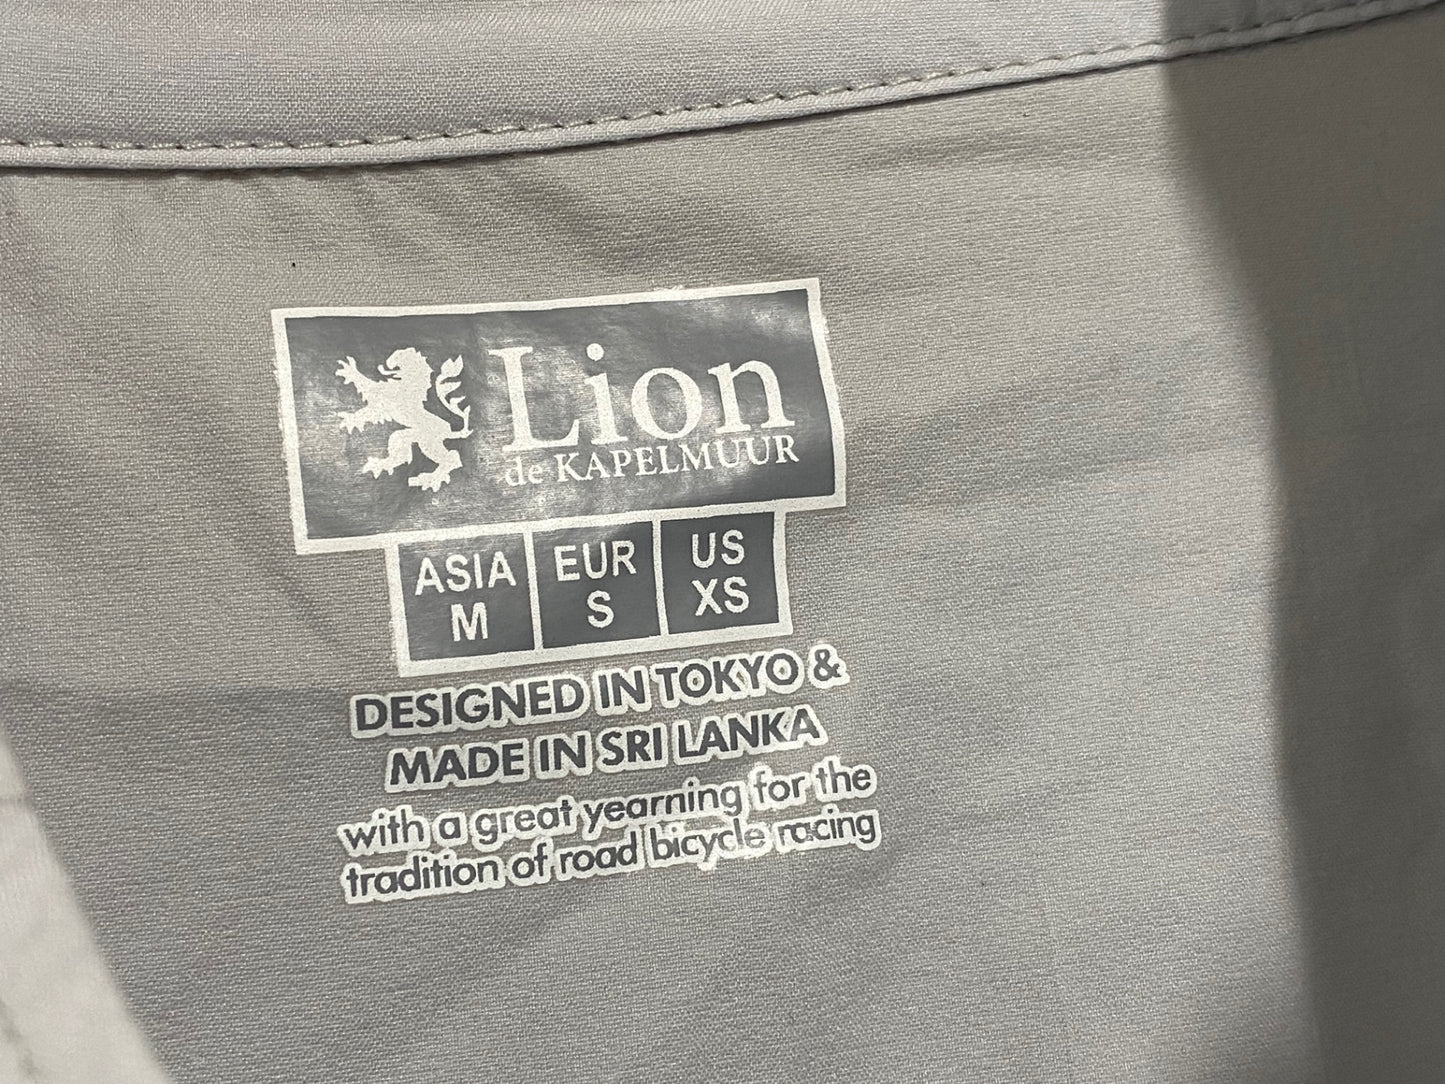 Lion
de KAPELMUUR
ASIA EUR US
M S XS
DESIGNED IN TOKYO &
MADE IN SRI LANKA
with a great yearning for the
tradition of road bicycle racing